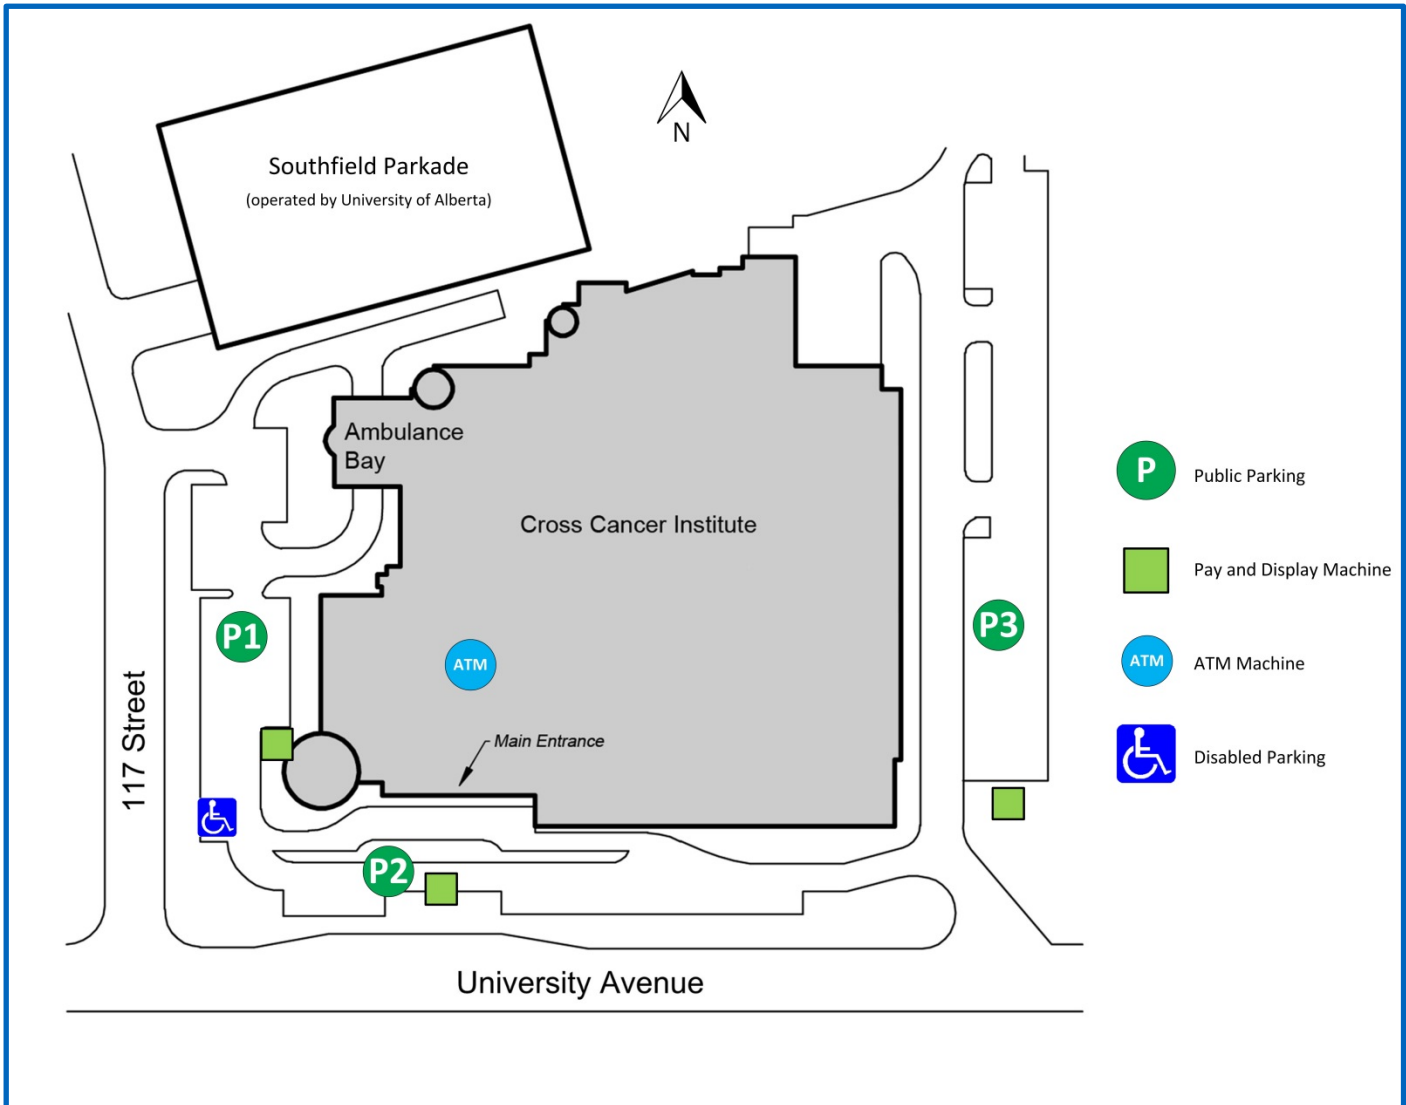 N
Southfield Parkade
(operated by University of Alberta)
Ambulance
Bay
Cross Cancer Institute
P
Public Parking
Pay and Display Machine
P1
P3
ATM
ATM
ATM Machine
117 Street
Main Entrance
Disabled Parking
P2
University Avenue